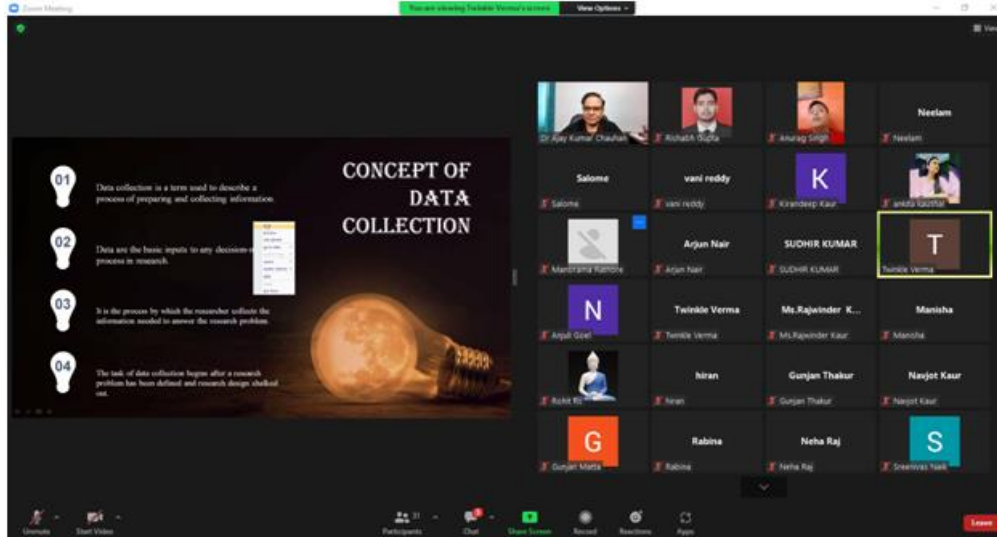 Zoom Meeting
You are viewing Twinkle Verma's screen
View Options
View
CONCEPT OF
DATA
COLLECTION
01
Data collection is a term used to describe a
process of preparing and collecting information.
02
Data are the basic inputs to any decision-m
process in research.
03
It is the process by which the researcher collects the
information needed to answer the research problem.
04
The task of data collection begins after a research
problem has been defined and research design chalked
out.
Dr Ajay Kumar Chauhan
Rishabh Gupta
Anurag Singh
Neelam
Neelam
Salome
Salome
vani reddy
vani reddy
K
Kirandeep Kaur
ankita kaushal
Arjun Nair
Arjun Nair
SUDHIR KUMAR
SUDHIR KUMAR
T
Twinkle Verma
N
Anjali Goel
Twinkle Verma
Twinkle Verma
Ms.Rajwinder K...
Ms.Rajwinder Kaur
Manisha
Manisha
hiran
hiran
Gunjan Thakur
Gunjan Thakur
Navjot Kaur
Navjot Kaur
G
Gunjan Matta
Rabina
Rabina
Neha Raj
Neha Raj
S
Sreenivas Naik
Unmute
Start Video
Participants
31
Chat
Share Screen
Record
Reactions
Apps
Leave